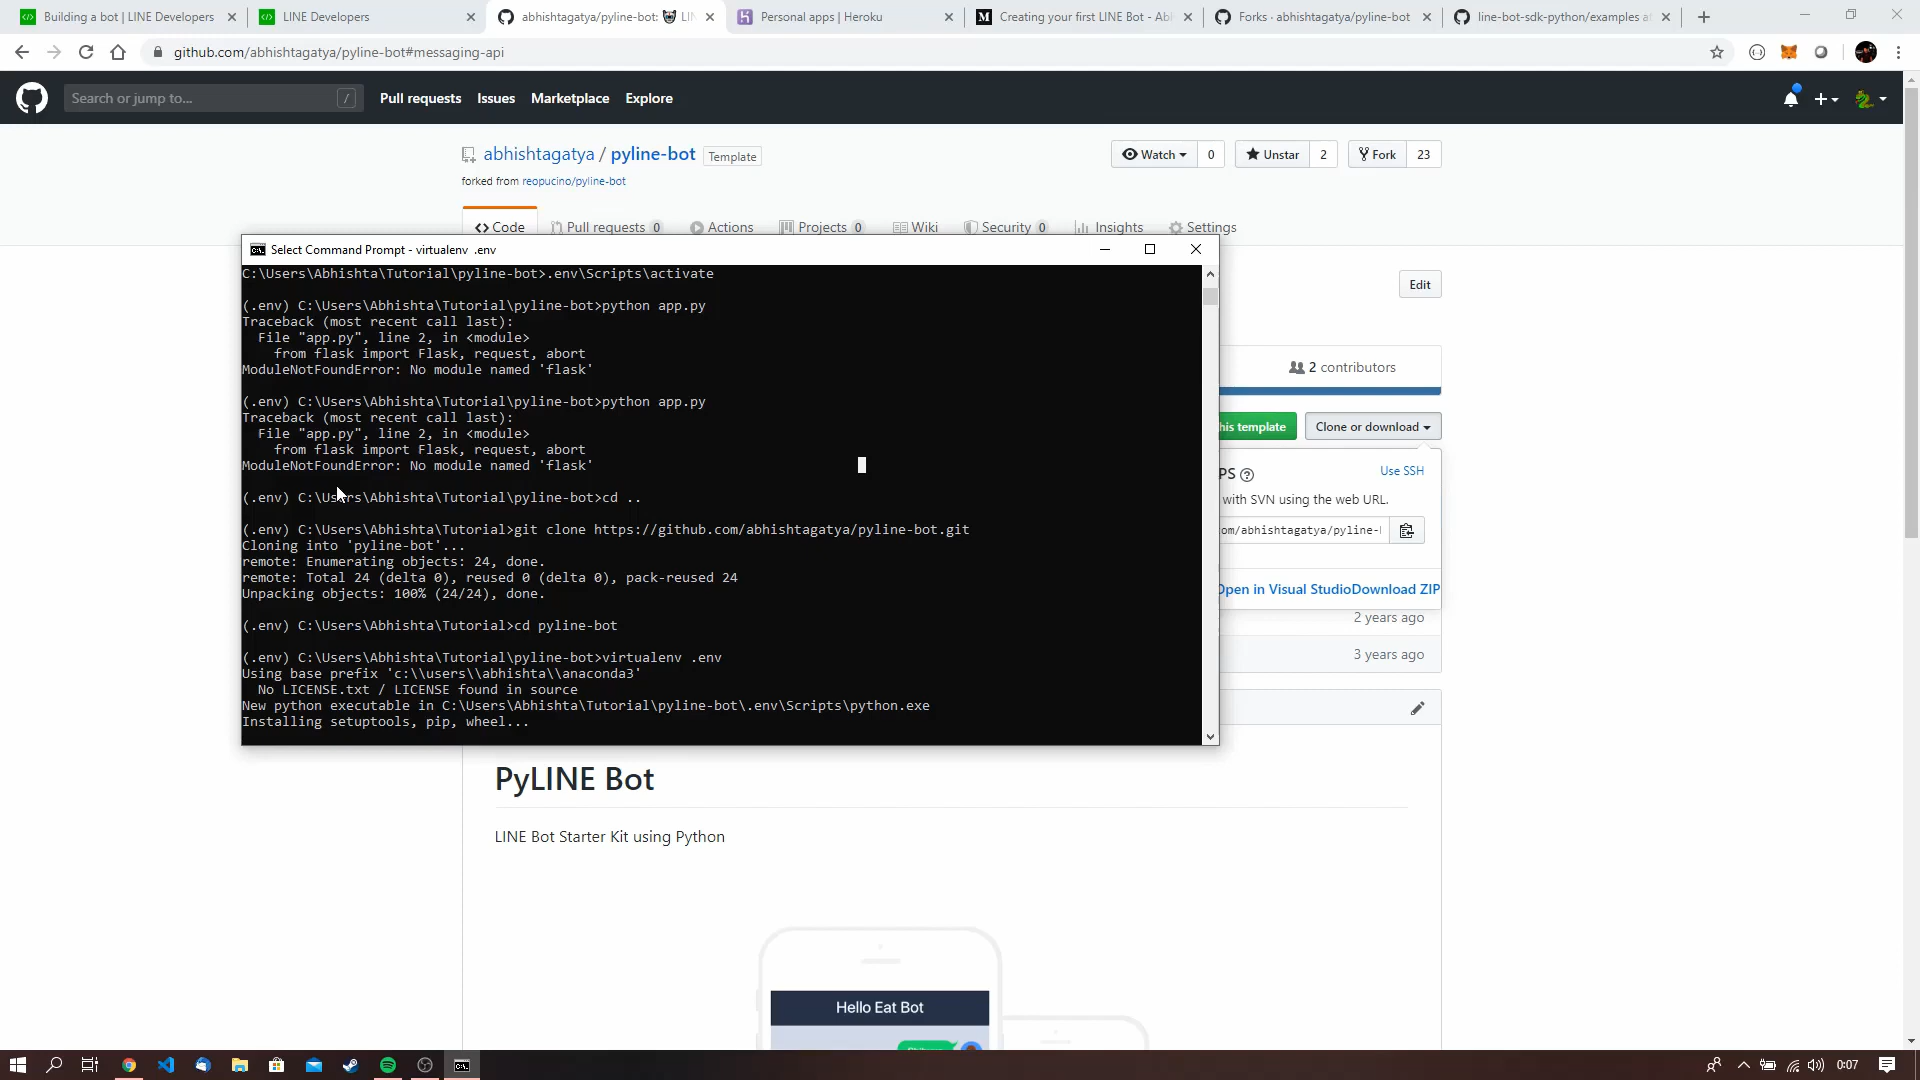 Building a bot | LINE Developers
LINE Developers
abhishtagatya/pyline-bot:
Personal apps | Heroku
Creating your first LINE Bot - Abl
Forks · abhishtagatya/pyline-bot
line-bot-sdk-python/examples a
github.com/abhishtagatya/pyline-bot#messaging-api
Search or jump to...
/
Pull requests Issues Marketplace Explore
abhishtagatya / pyline-bot Template
Watch 0 Unstar 2 Fork 23
forked from reopucino/pyline-bot
Code Pull requests 0 Actions Projects 0 Wiki Security 0 Insights Settings
Select Command Prompt - virtualenv .env
C:\Users\Abhishta\Tutorial\pyline-bot>.env\Scripts\activate
(.env) C:\Users\Abhishta\Tutorial\pyline-bot>python app.py
Traceback (most recent call last):
File "app.py", line 2, in <module>
from flask import Flask, request, abort
ModuleNotFoundError: No module named 'flask'
(.env) C:\Users\Abhishta\Tutorial\pyline-bot>python app.py
Traceback (most recent call last):
File "app.py", line 2, in <module>
from flask import Flask, request, abort
ModuleNotFoundError: No module named 'flask'
(.env) C:\Users\Abhishta\Tutorial\pyline-bot>cd ..
(.env) C:\Users\Abhishta\Tutorial>git clone https://github.com/abhishtagatya/pyline-bot.git
Cloning into 'pyline-bot'...
remote: Enumerating objects: 24, done.
remote: Total 24 (delta 0), reused 0 (delta 0), pack-reused 24
Unpacking objects: 100% (24/24), done.
(.env) C:\Users\Abhishta\Tutorial>cd pyline-bot
(.env) C:\Users\Abhishta\Tutorial\pyline-bot>virtualenv .env
Using base prefix 'c:\\users\\abhishta\\anaconda3'
No LICENSE.txt / LICENSE found in source
New python executable in C:\Users\Abhishta\Tutorial\pyline-bot\.env\Scripts\python.exe
Installing setuptools, pip, wheel...
Edit
2 contributors
his template
Clone or download
PS
Use SSH
with SVN using the web URL.
om/abhishtagatya/pyline-
Open in Visual Studio Download ZIP
2 years ago
3 years ago
PyLINE Bot
LINE Bot Starter Kit using Python
Hello Eat Bot
0:07